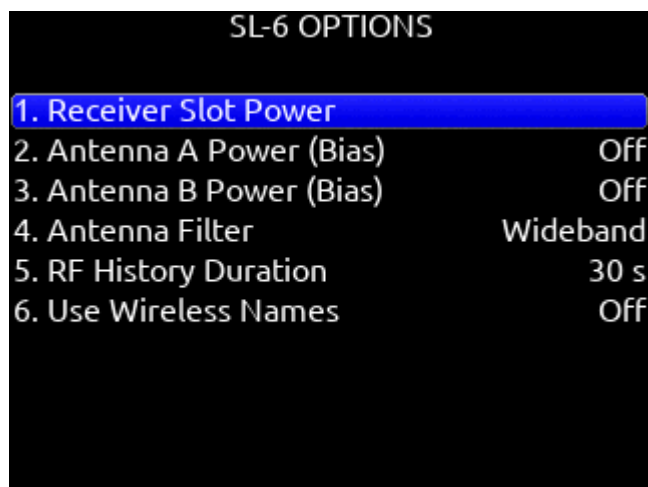 SL-6 OPTIONS
1. Receiver Slot Power
2. Antenna A Power (Bias) Off
3. Antenna B Power (Bias) Off
4. Antenna Filter Wideband
5. RF History Duration 30 s
6. Use Wireless Names Off